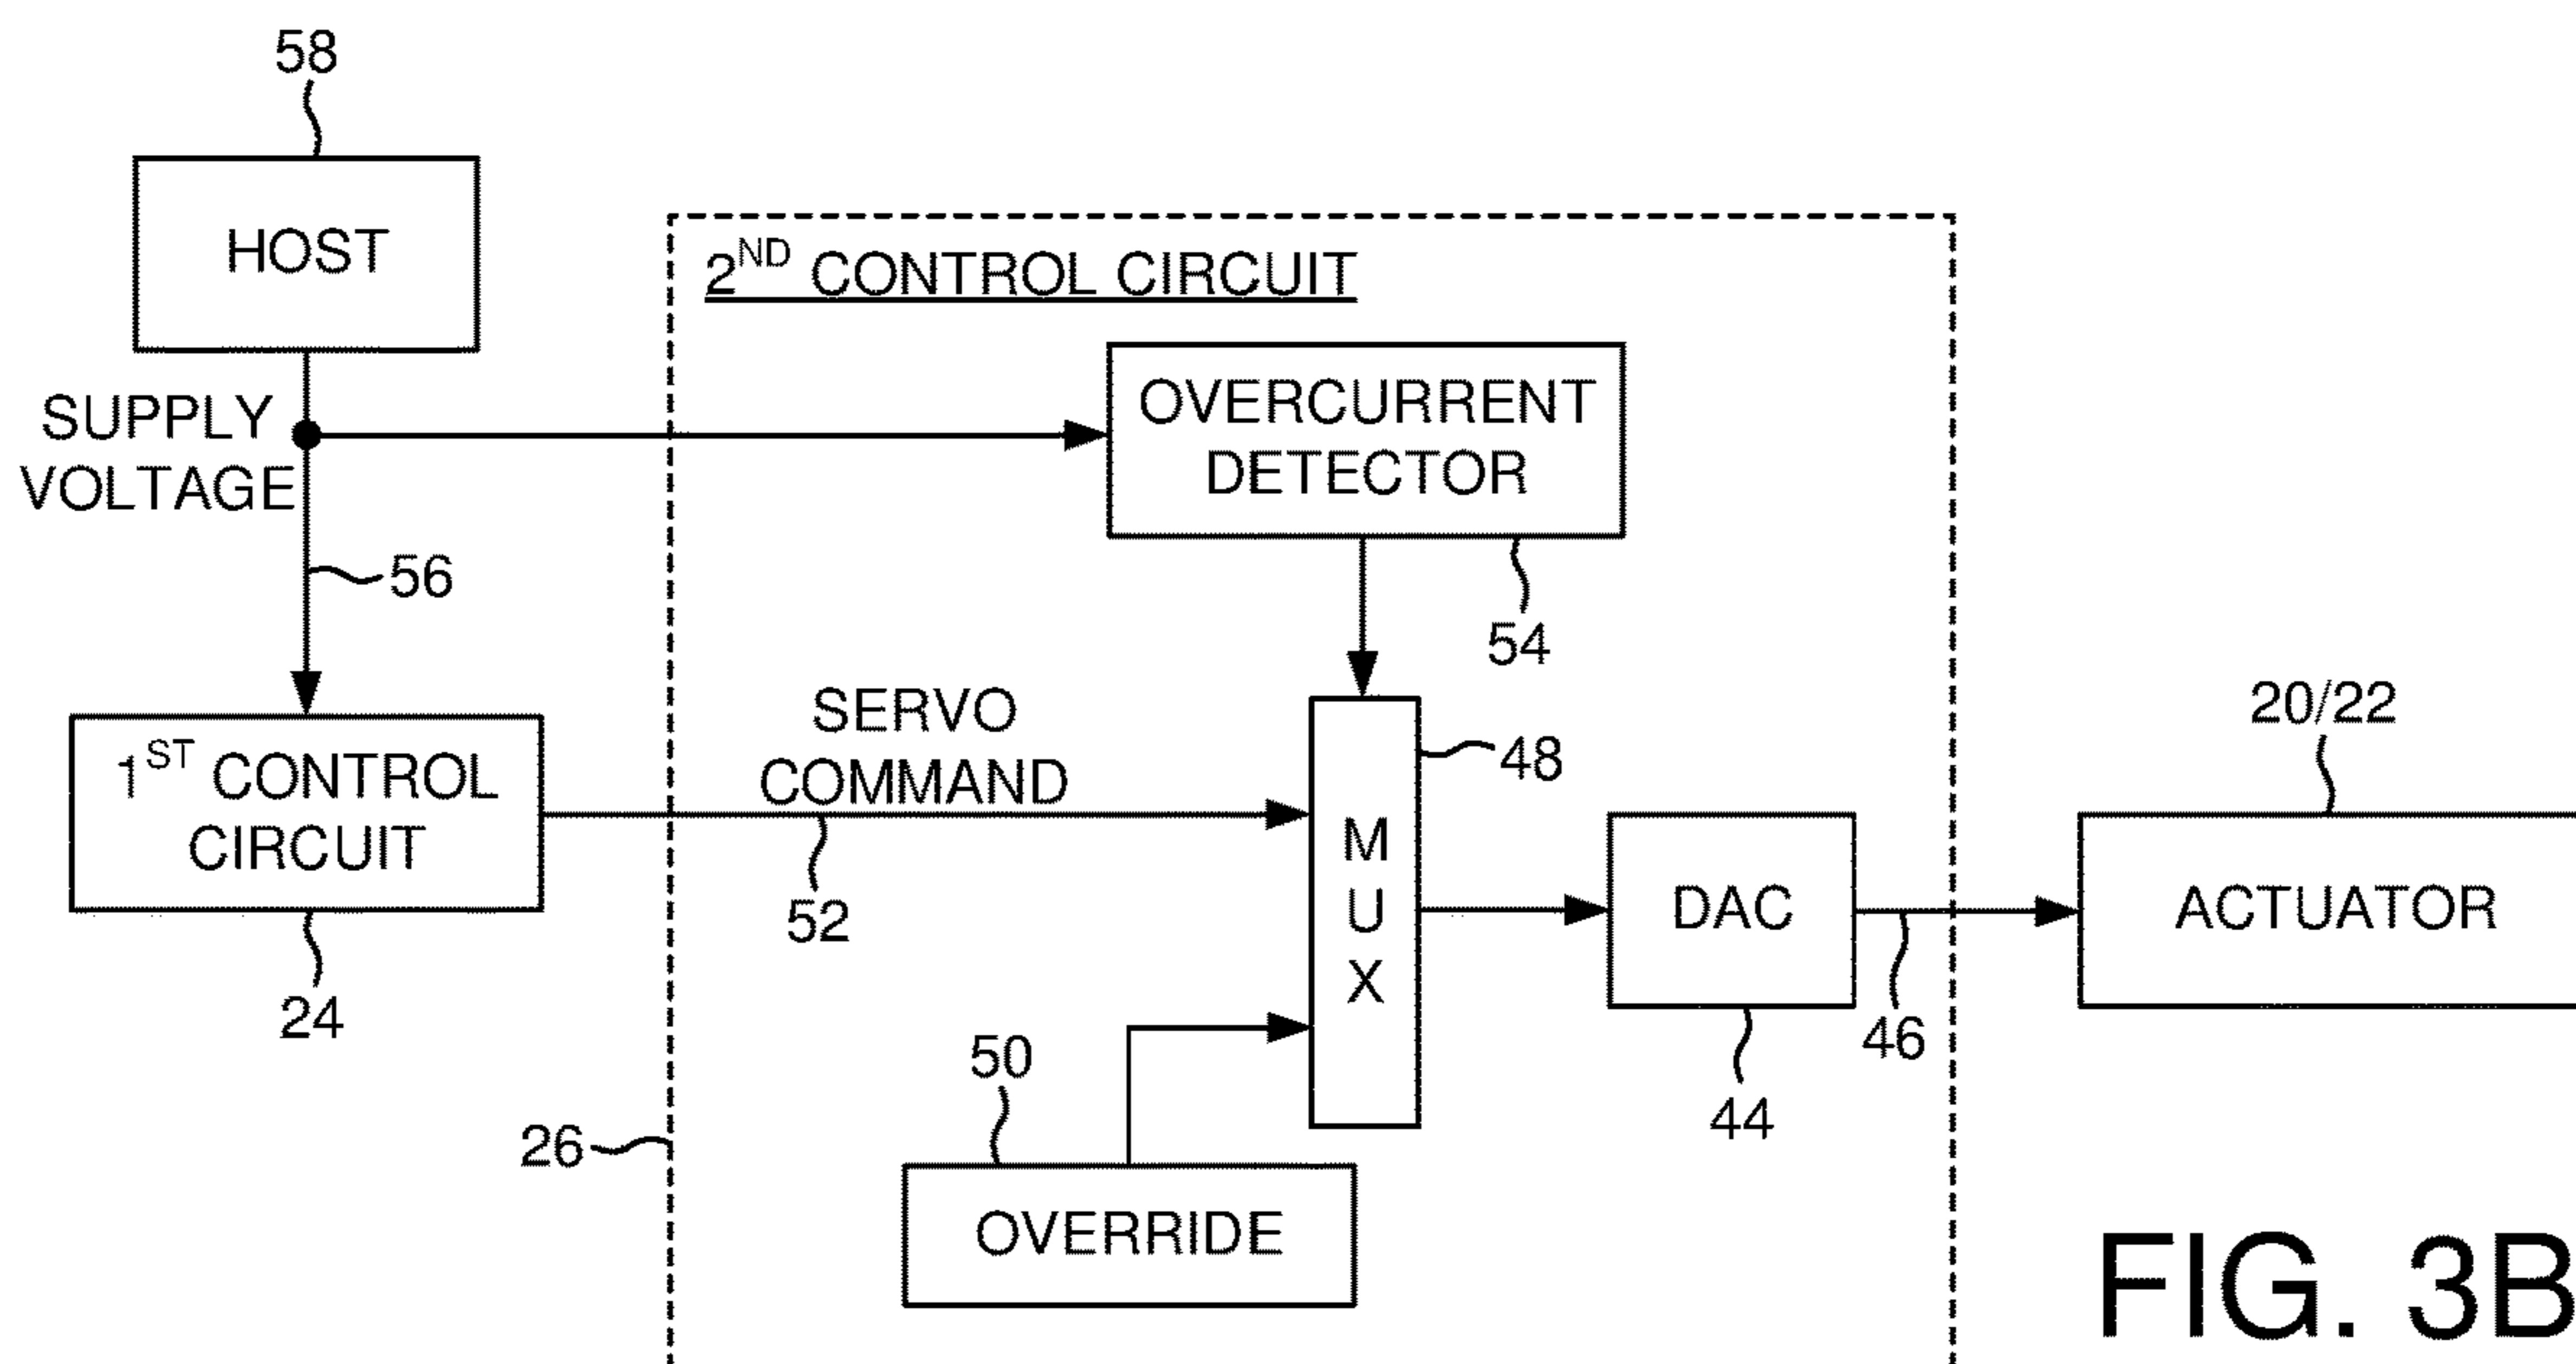 58
HOST
2ND CONTROL CIRCUIT
SUPPLY
VOLTAGE
OVERCURRENT
DETECTOR
56
54
1ST CONTROL
CIRCUIT
SERVO
COMMAND
48
20/22
M
U
X
DAC
ACTUATOR
52
24
46
50
44
26
OVERRIDE
FIG. 3B